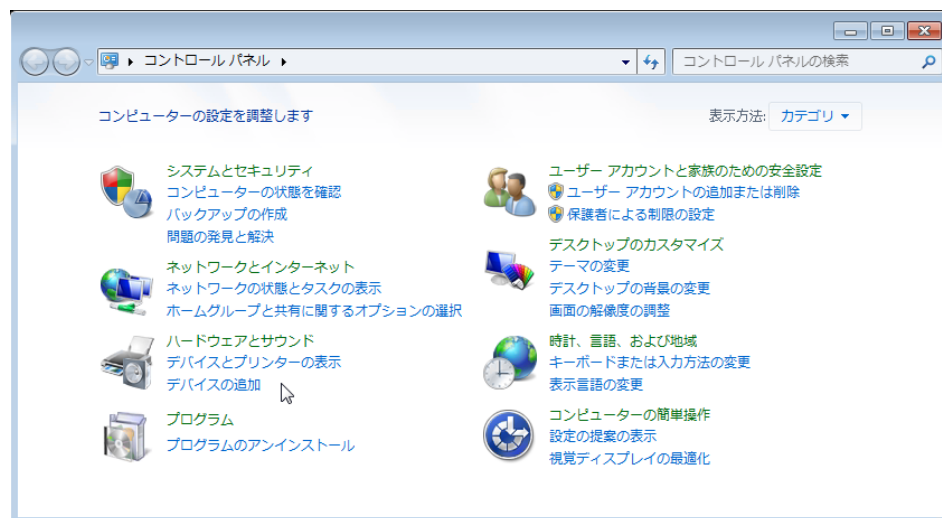 コントロール パネル
コントロール パネルの検索
コンピューターの設定を調整します
表示方法: カテゴリ
システムとセキュリティ
コンピューターの状態を確認
バックアップの作成
問題の発見と解決
ネットワークとインターネット
ネットワークの状態とタスクの表示
ホームグループと共有に関するオプションの選択
ハードウェアとサウンド
デバイスとプリンターの表示
デバイスの追加
プログラム
プログラムのアンインストール
ユーザー アカウントと家族のための安全設定
ユーザー アカウントの追加または削除
保護者による制限の設定
デスクトップのカスタマイズ
テーマの変更
デスクトップの背景の変更
画面の解像度の調整
時計、言語、および地域
キーボードまたは入力方法の変更
表示言語の変更
コンピューターの簡単操作
設定の提案の表示
視覚ディスプレイの最適化